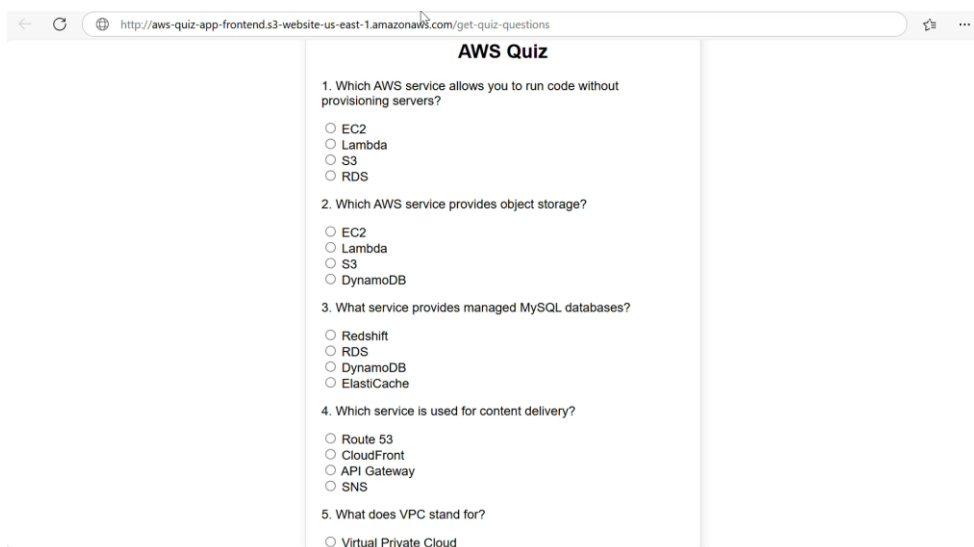 http://aws-quiz-app-frontend.s3-website-us-east-1.amazonaws.com/get-quiz-questions
AWS Quiz
1. Which AWS service allows you to run code without
provisioning servers?
EC2
Lambda
S3
RDS
2. Which AWS service provides object storage?
EC2
Lambda
S3
DynamoDB
3. What service provides managed MySQL databases?
Redshift
RDS
DynamoDB
ElastiCache
4. Which service is used for content delivery?
Route 53
CloudFront
API Gateway
SNS
5. What does VPC stand for?
Virtual Private Cloud